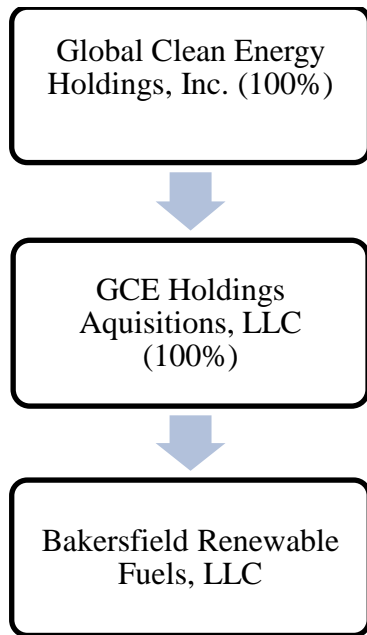 Global Clean Energy
Holdings, Inc. (100%)
GCE Holdings
Aquisitions, LLC
(100%)
Bakersfield Renewable
Fuels, LLC